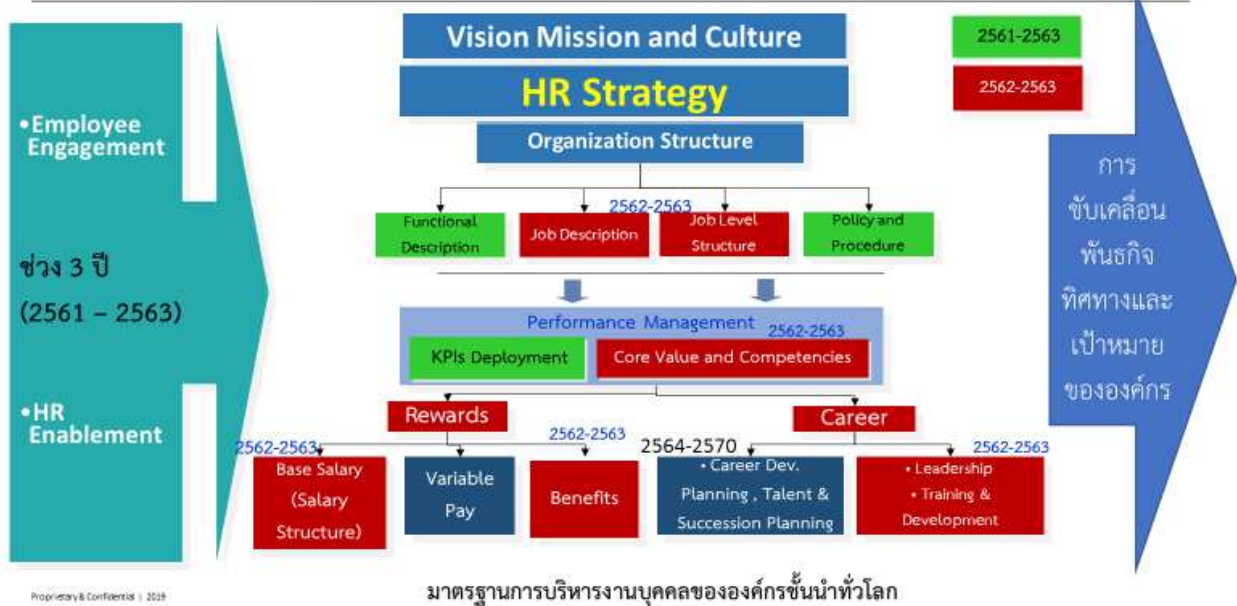 Vision Mission and Culture
2561-2563
HR Strategy
2562-2563
•Employee
Engagement
Organization Structure
2562-2563
Functional
Description
Job Description
Job Level
Structure
Policy and
Procedure
ช่วง 3 ปี
(2561 – 2563)
Performance Management
2562-2563
KPIs Deployment
Core Value and Competencies
•HR
Enablement
Rewards
Career
2562-2563
2562-2563
2564-2570
2562-2563
Base Salary
(Salary
Structure)
Variable
Pay
Benefits
• Career Dev.
Planning , Talent &
Succession Planning
• Leadership
• Training &
Development
การ
ขับเคลื่อน
พันธกิจ
ทิศทางและ
เป้าหมาย
ขององค์กร
Proprietary & Confidential | 2019
มาตรฐานการบริหารงานบุคคลขององค์กรชั้นนำทั่วโลก